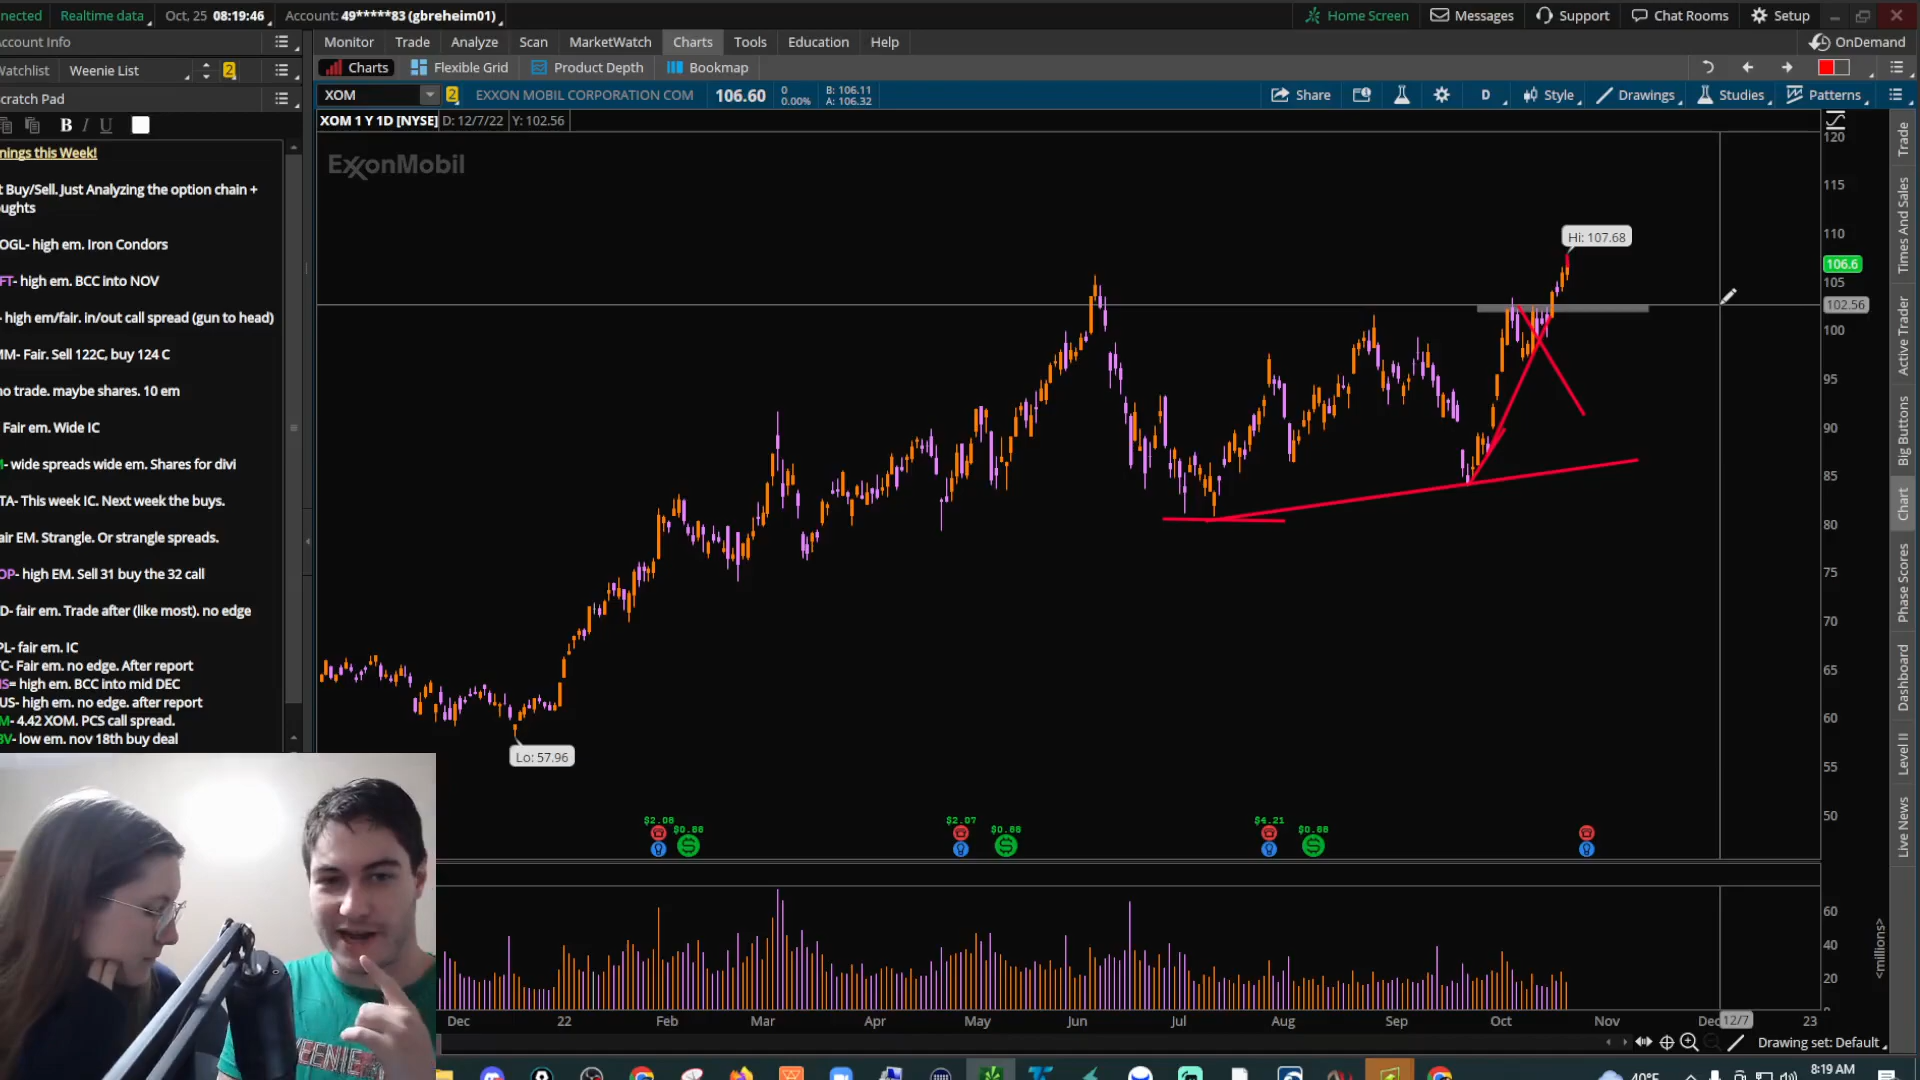 nected Realtime data Oct, 25 08:19:46 Account: 49*****83 (gbreheim01) Home Screen Messages Support Chat Rooms Setup
Account Info Monitor Trade Analyze Scan MarketWatch Charts Tools Education Help OnDemand
Watchlist Weenie List 2 Charts Flexible Grid Product Depth Bookmap
cratch Pad XOM 2 EXXON MOBIL CORPORATION COM 106.60 0 0.00% B: 106.11 A: 106.32 Share D Style Drawings Studies Patterns
B I U
XOM 1 Y 1D [NYSE] D: 12/7/22 Y: 102.56
ExxonMobil
nings this Week!
t Buy/Sell. Just Analyzing the option chain +
oughts
OGL- high em. Iron Condors
FT- high em. BCC into NOV
- high em/fair. in/out call spread (gun to head)
MM- Fair. Sell 122C, buy 124 C
no trade. maybe shares. 10 em
Fair em. Wide IC
- wide spreads wide em. Shares for divi
TA- This week IC. Next week the buys.
air EM. Strangle. Or strangle spreads.
OP- high EM. Sell 31 buy the 32 call
D- fair em. Trade after (like most). no edge
PL- fair em. IC
C- Fair em. no edge. After report
S= high em. BCC into mid DEC
US- high em. no edge. after report
M- 4.42 XOM. PCS call spread.
BV- low em. nov 18th buy deal
Hi: 107.68
Lo: 57.96
120
115
110
106.6
105
102.56
100
95
90
85
80
75
70
65
60
55
50
$2.08 $0.88 $2.07 $0.88 $4.21 $0.88
60
40
20
<millions>
Dec 22 Feb Mar Apr May Jun Jul Aug Sep Oct Nov Dec 12/7 23
Drawing set: Default
Trade
Times And Sales
Active Trader
Big Buttons
Chart
Phase Scores
Dashboard
Level II
Live News
WEENIE
40°F
8:19 AM